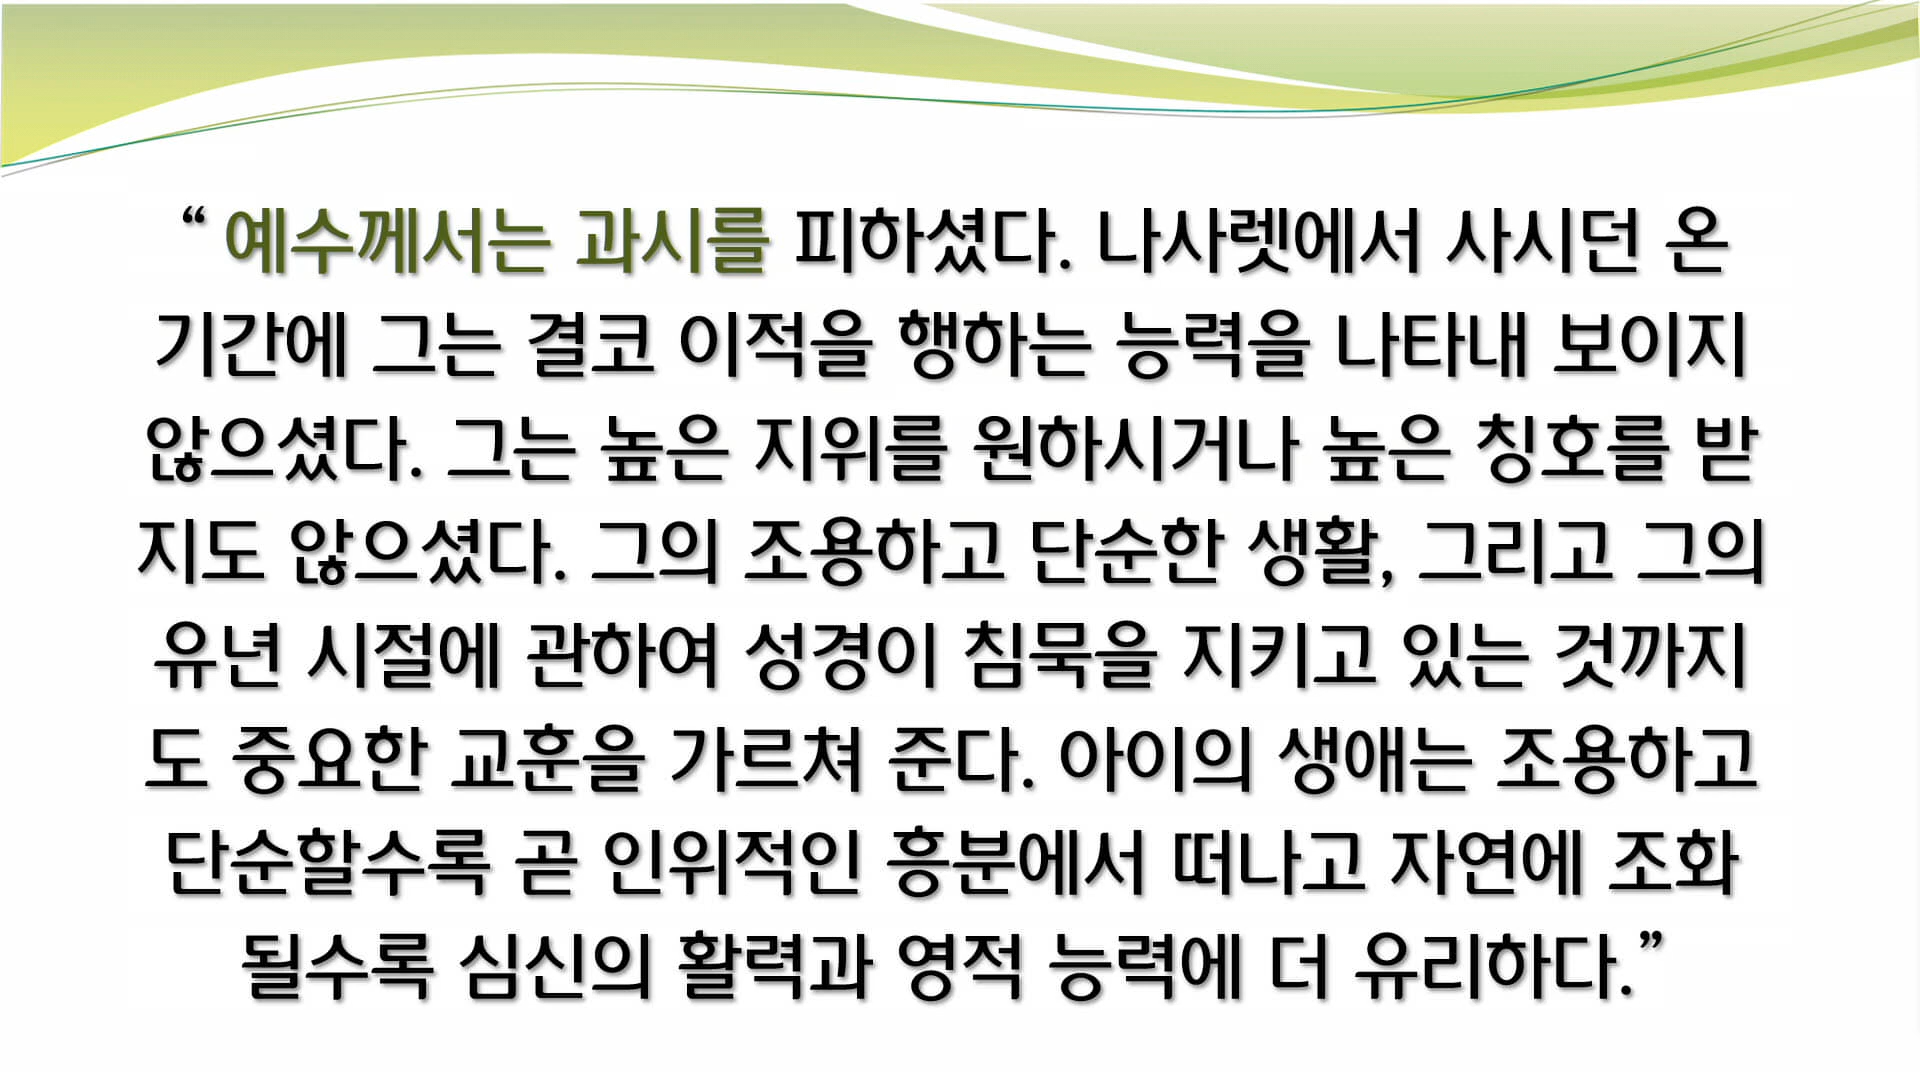 “ 예수께서는 과시를 피하셨다. 나사렛에서 사시던 온
기간에 그는 결코 이적을 행하는 능력을 나타내 보이지
않으셨다. 그는 높은 지위를 원하시거나 높은 칭호를 받
지도 않으셨다. 그의 조용하고 단순한 생활, 그리고 그의
유년 시절에 관하여 성경이 침묵을 지키고 있는 것까지
도 중요한 교훈을 가르쳐 준다. 아이의 생애는 조용하고
단순할수록 곧 인위적인 흥분에서 떠나고 자연에 조화
될수록 심신의 활력과 영적 능력에 더 유리하다.”